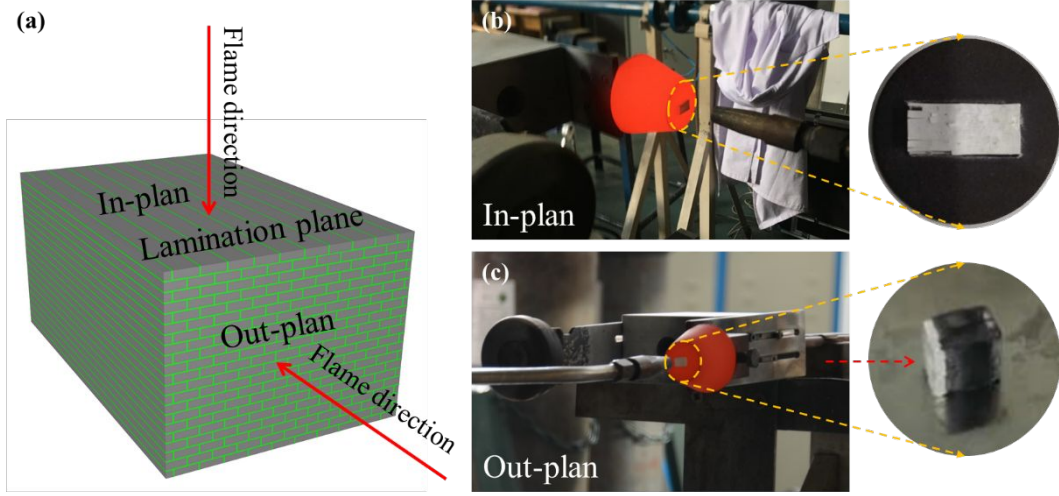 (a)
Flame direction
In-plan
Lamination plane
Out-plan
Flame direction
(b)
In-plan
(c)
Out-plan